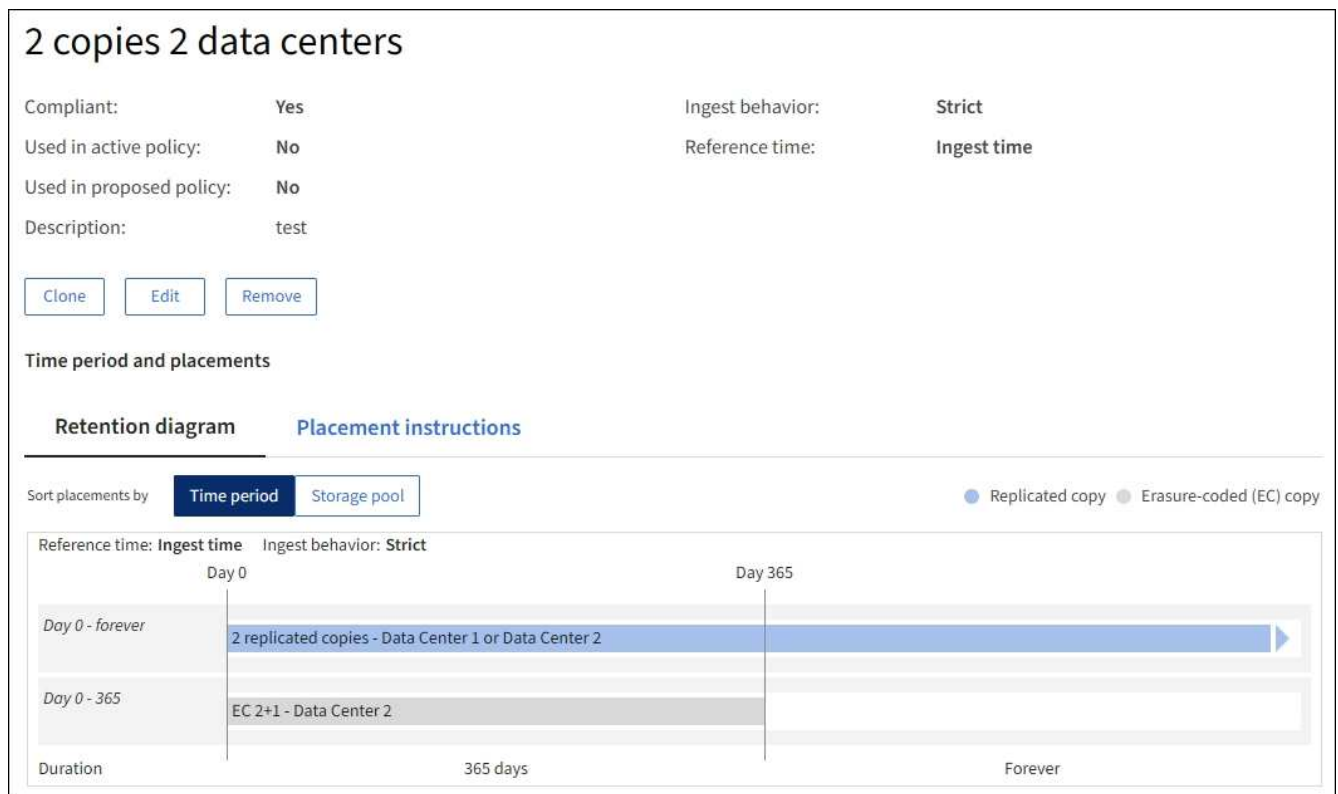 2 copies 2 data centers
Compliant: Yes Ingest behavior: Strict
Used in active policy: No Reference time: Ingest time
Used in proposed policy: No
Description: test
Clone Edit Remove
Time period and placements
Retention diagram Placement instructions
Sort placements by Time period Storage pool Replicated copy Erasure-coded (EC) copy
Reference time: Ingest time Ingest behavior: Strict
Day 0 Day 365
Day 0 - forever
2 replicated copies - Data Center 1 or Data Center 2
Day 0 - 365
EC 2+1 - Data Center 2
Duration 365 days Forever